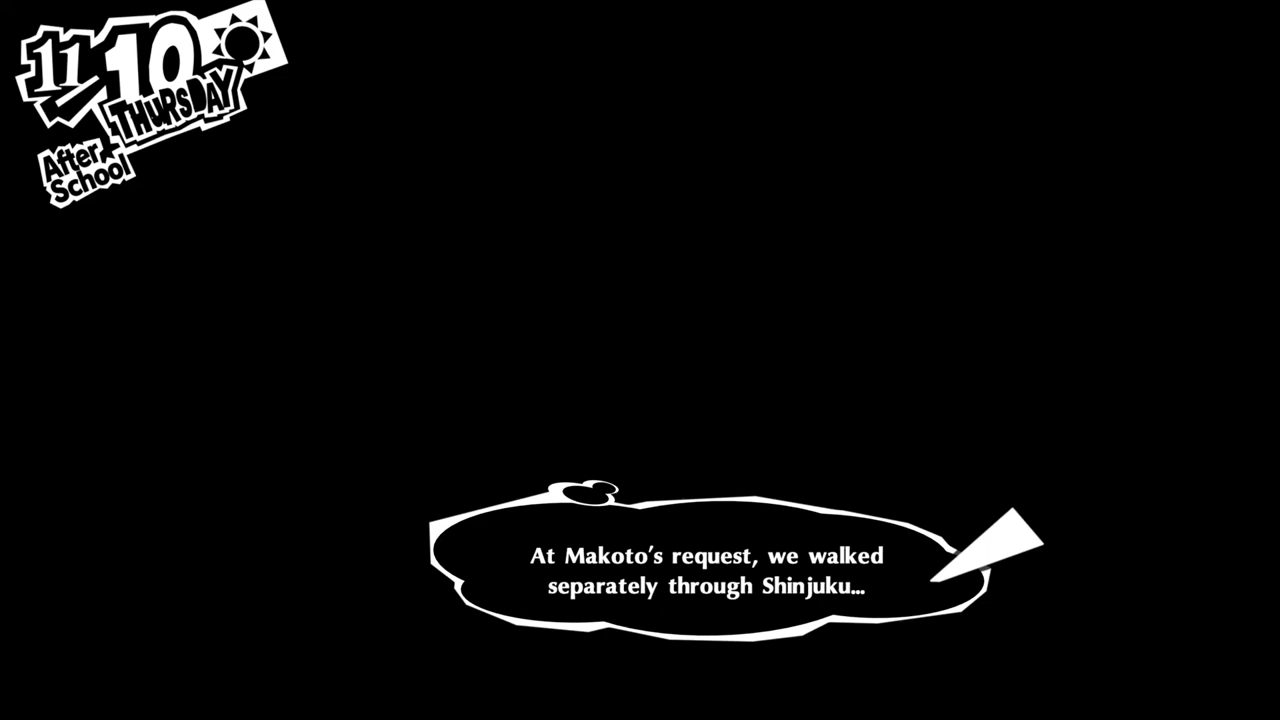 11/10
THURSDAY
After
School
At Makoto's request, we walked
separately through Shinjuku...